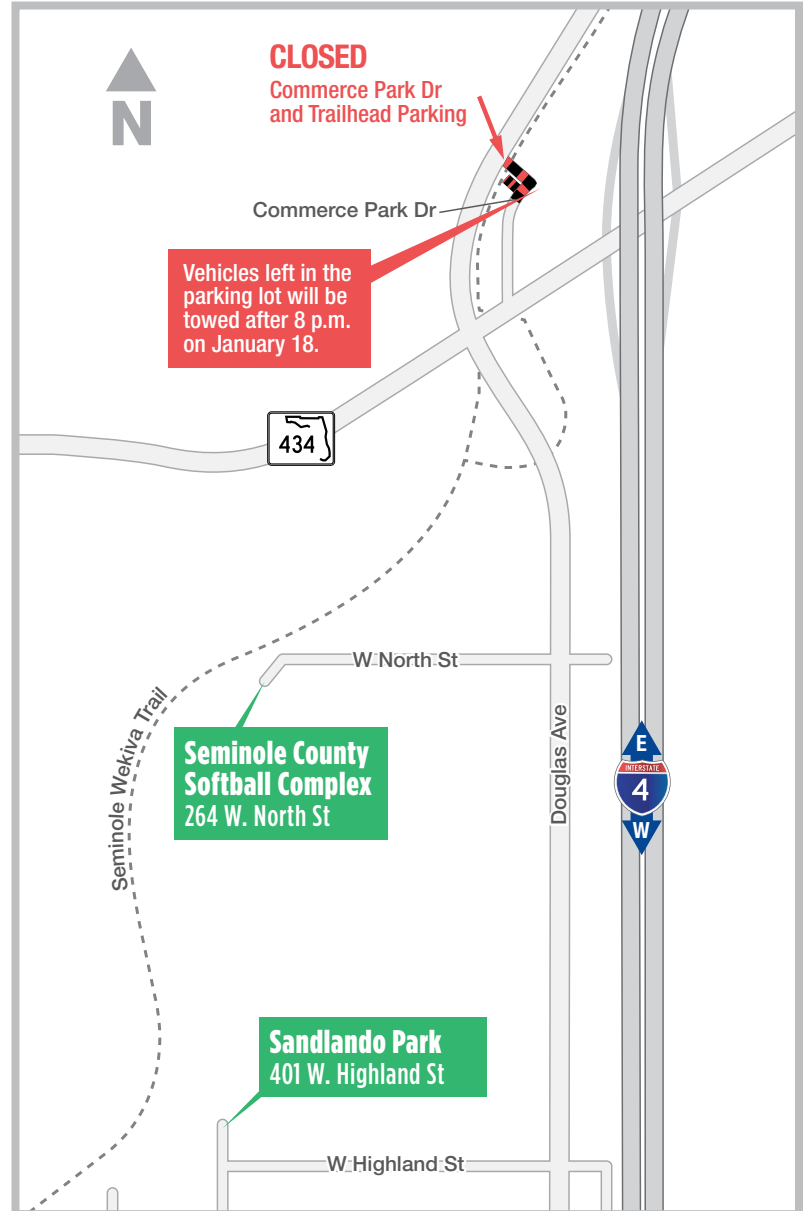 CLOSED
Commerce Park Dr
and Trailhead Parking
N
Commerce Park Dr
Vehicles left in the
parking lot will be
towed after 8 p.m.
on January 18.
434
W North St
Seminole Wekiva Trail
Seminole County
Softball Complex
264 W. North St
Douglas Ave
E
INTERSTATE
4
W
Sandlando Park
401 W. Highland St
W Highland St